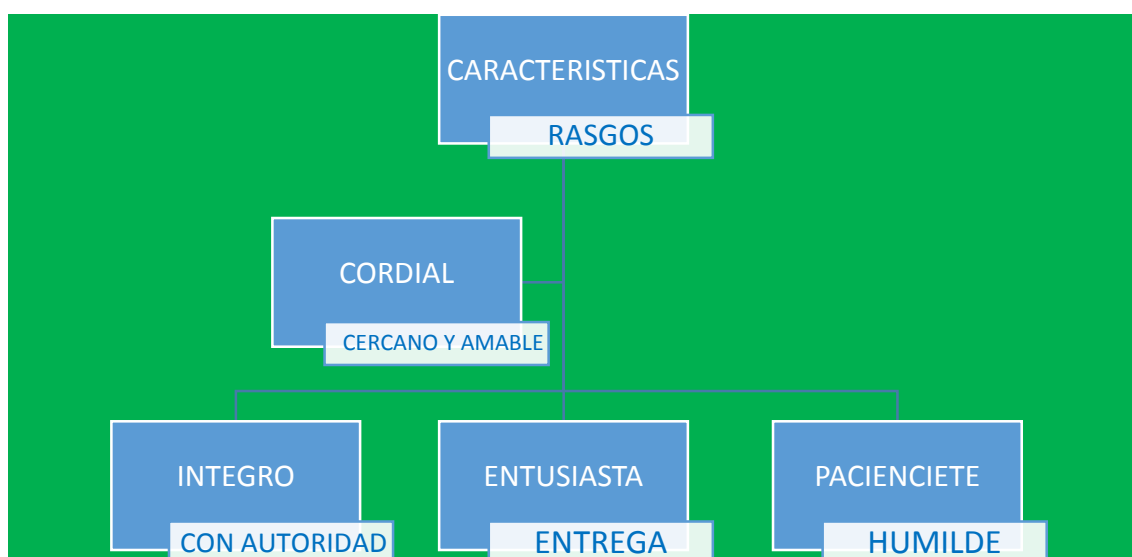 CARACTERISTICAS
RASGOS
CORDIAL
CERCANO Y AMABLE
INTEGRO
CON AUTORIDAD
ENTUSIASTA
ENTREGA
PACIENCIETE
HUMILDE